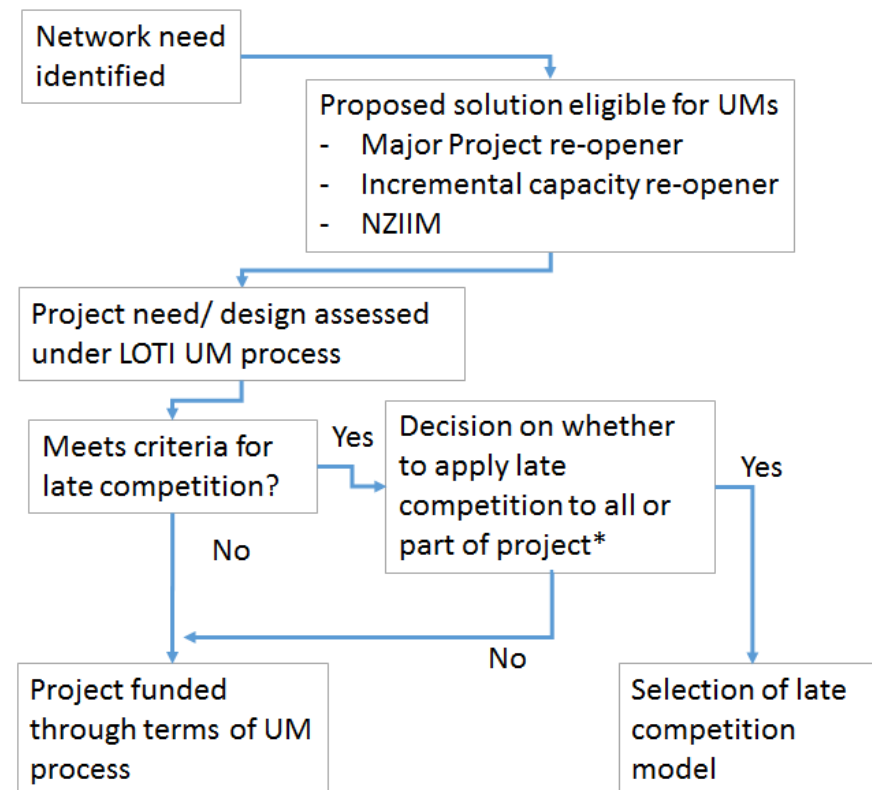 Network need
identified
Proposed solution eligible for UMs
- Major Project re-opener
- Incremental capacity re-opener
- NZIIM
Project need/ design assessed
under LOTI UM process
Meets criteria for
late competition?
Yes
Decision on whether
to apply late
competition to all or
part of project*
Yes
No
No
Project funded
through terms of UM
process
Selection of late
competition
model